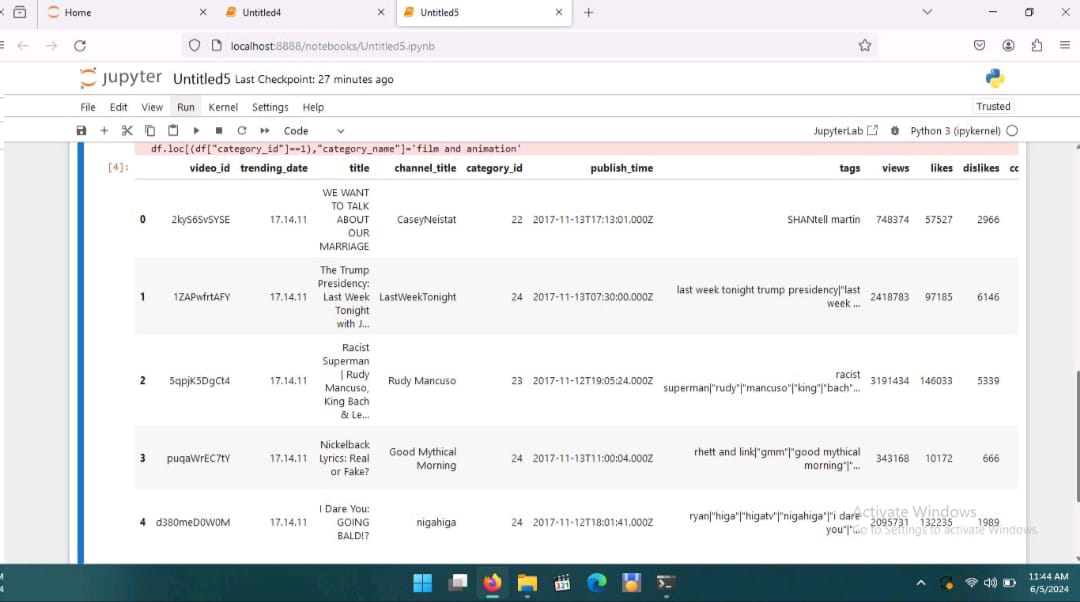 Home
Untitled4
Untitled5
localhost:8888/notebooks/Untitled5.ipynb
jupyter Untitled5 Last Checkpoint: 27 minutes ago
File Edit View Run Kernel Settings Help
Trusted
Code
JupyterLab
Python 3 (ipykernel)
df.loc[(df["category_id"]==1),"category_name"]='film and animation'
[4]:
video_id trending_date title channel_title category_id publish_time tags views likes dislikes cc
WE WANT
TO TALK
0 2kyS6SvSYSE 17.14.11 ABOUT CaseyNeistat 22 2017-11-13T17:13:01.000Z SHANtell martin 748374 57527 2966
OUR
MARRIAGE
The Trump
Presidency:
1 1ZAPwfrtAFY 17.14.11 Last Week LastWeekTonight 24 2017-11-13T07:30:00.000Z last week tonight trump presidency|"last 2418783 97185 6146
Tonight week ...
with J...
Racist
Superman
| Rudy
2 5qpjK5DgCt4 17.14.11 Mancuso, Rudy Mancuso 23 2017-11-12T19:05:24.000Z racist 3191434 146033 5339
King Bach superman|"rudy"|"mancuso"|"king"|"bach"...
& Le...
Nickelback
3 puqaWrEC7tY 17.14.11 Lyrics: Real Good Mythical 24 2017-11-13T11:00:04.000Z rhett and link|"gmm"|"good mythical 343168 10172 666
or Fake? Morning morning"|"...
I Dare You:
4 d380meD0W0M 17.14.11 GOING nigahiga 24 2017-11-12T18:01:41.000Z ryan|"higa"|"higatv"|"nigahiga"|"i dare 2095731 132235 1989
BALD!? you"|"...
Activate Windows
Go to Settings to activate Windows.
11:44 AM
6/5/2024